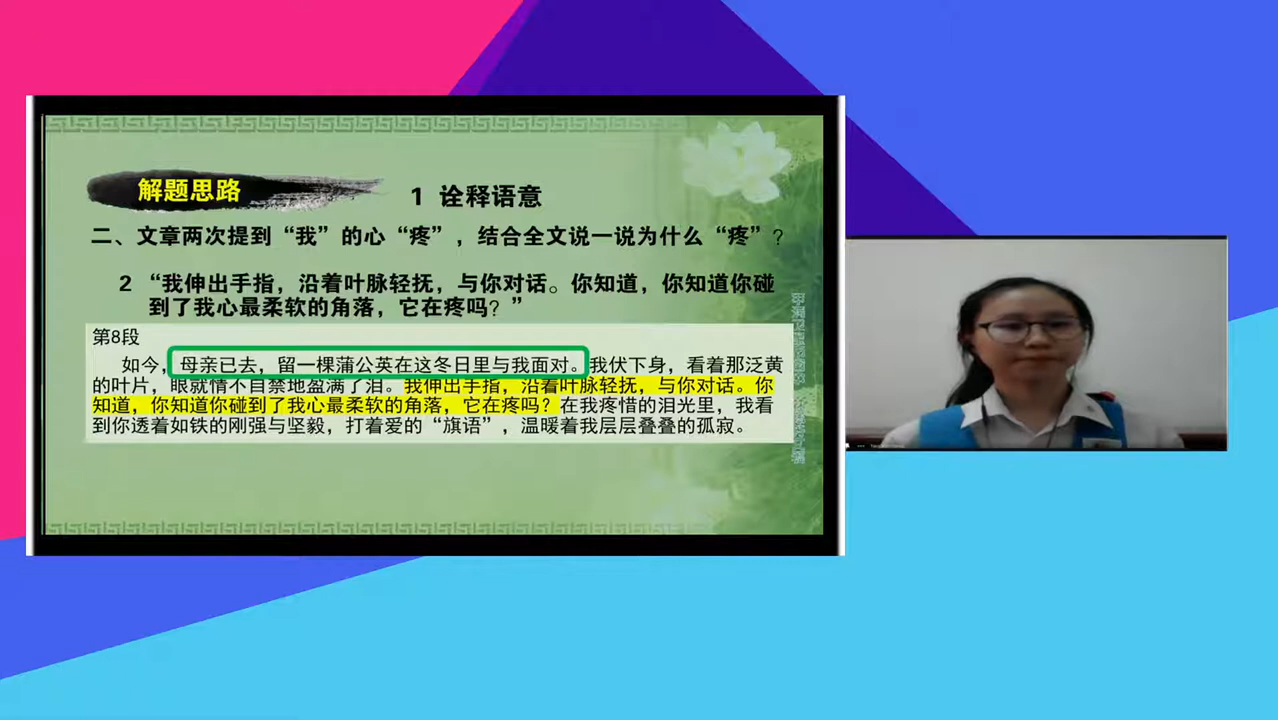 解题思路
1 诠释语意
二、文章两次提到“我”的心“疼”，结合全文说一说为什么“疼”？
2 “我伸出手指，沿着叶脉轻抚，与你对话。你知道，你知道你碰
到了我心最柔软的角落，它在疼吗？”
第8段
如今，母亲已去，留一棵蒲公英在这冬日里与我面对。我伏下身，看着那泛黄
的叶片，眼就情不自禁地盈满了泪。我伸出手指，沿着叶脉轻抚，与你对话。你
知道，你知道你碰到了我心最柔软的角落，它在疼吗？在我疼惜的泪光里，我看
到你透着如铁的刚强与坚毅，打着爱的“旗语”，温暖着我层层叠叠的孤寂。